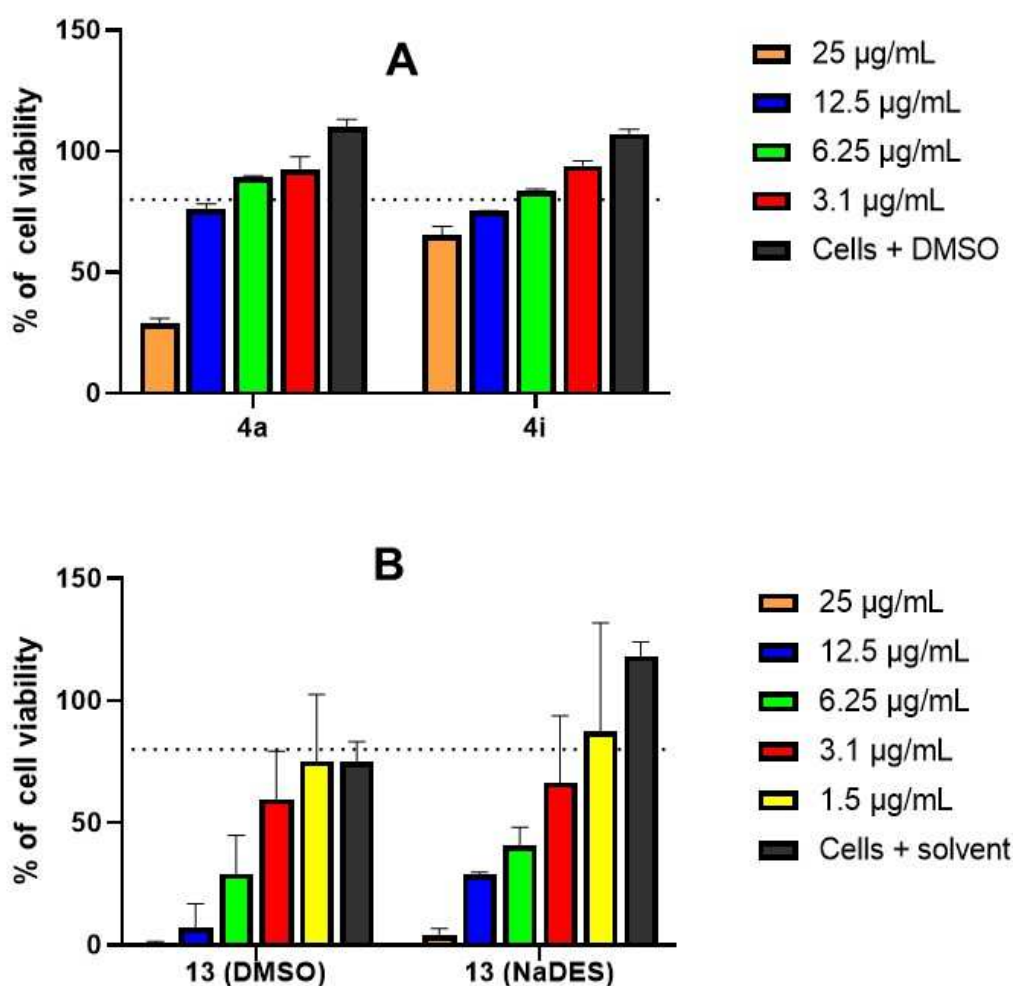 A
% of cell viability
150
100
50
0
4a
4i
25 µg/mL
12.5 µg/mL
6.25 µg/mL
3.1 µg/mL
Cells + DMSO
B
% of cell viability
150
100
50
0
13 (DMSO)
13 (NaDES)
25 µg/mL
12.5 µg/mL
6.25 µg/mL
3.1 µg/mL
1.5 µg/mL
Cells + solvent